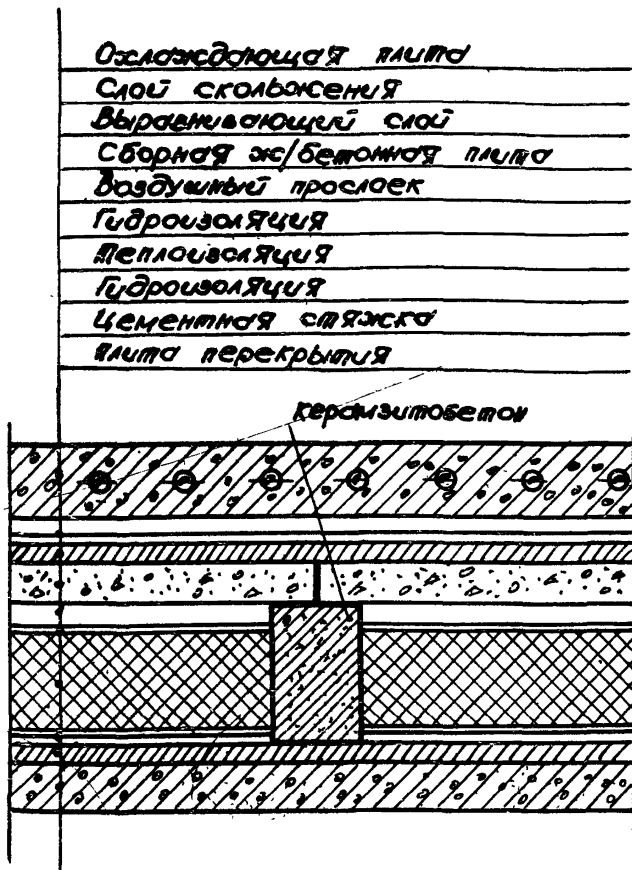 Охлаждающая плита
Слой скольжения
Выравнивающий слой
Сборная ж/бетонная плита
Воздушный прослоек
Гидроизоляция
Теплоизоляция
Гидроизоляция
Цементная стяжка
Плита перекрытия
керамзитобетон